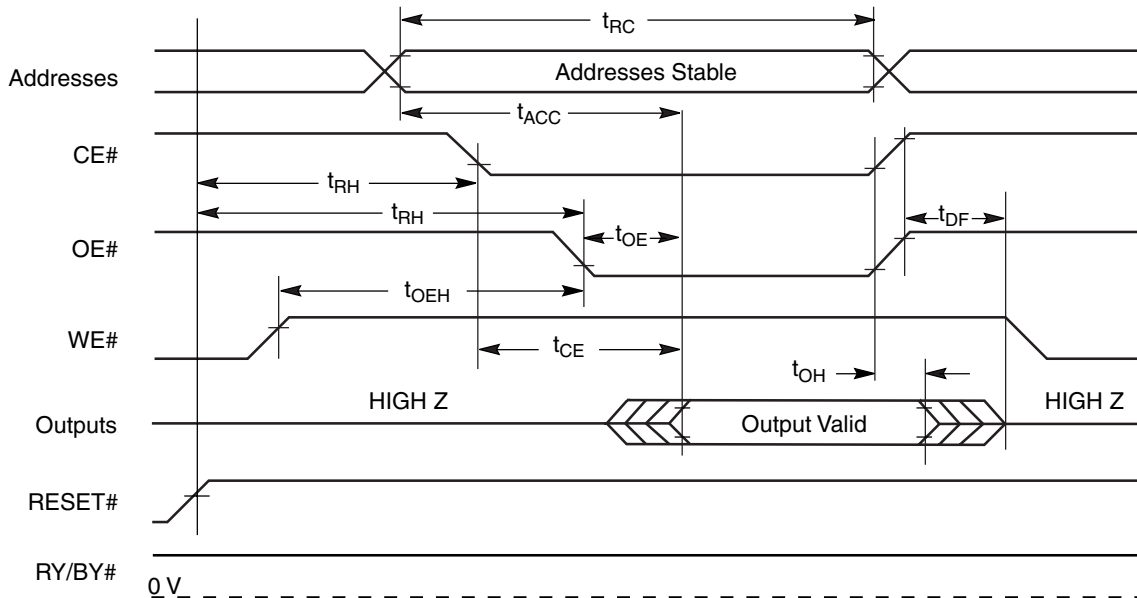 tRC
Addresses
Addresses Stable
tACC
CE#
tRH
tRH
tDF
OE#
tOE
tOEH
WE#
tCE
tOH
HIGH Z
HIGH Z
Outputs
Output Valid
RESET#
RY/BY#
0 V